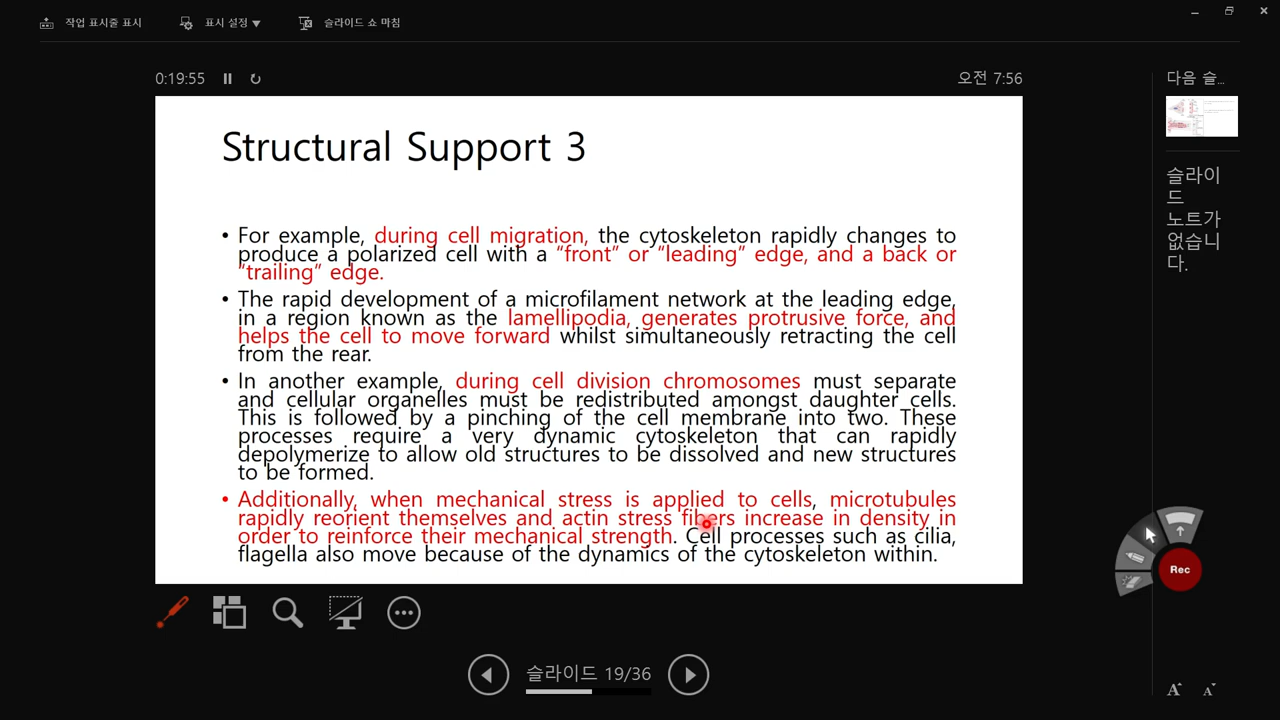 작업 표시줄 표시
표시 설정 ▼
슬라이드 쇼 마침
0:19:55
오전 7:56
다음 슬...
Structural Support 3
• For example, during cell migration, the cytoskeleton rapidly changes to
produce a polarized cell with a “front” or “leading” edge, and a back or
“trailing” edge.
• The rapid development of a microfilament network at the leading edge,
in a region known as the lamellipodia, generates protrusive force, and
helps the cell to move forward whilst simultaneously retracting the cell
from the rear.
• In another example, during cell division chromosomes must separate
and cellular organelles must be redistributed amongst daughter cells.
This is followed by a pinching of the cell membrane into two. These
processes require a very dynamic cytoskeleton that can rapidly
depolymerize to allow old structures to be dissolved and new structures
to be formed.
• Additionally, when mechanical stress is applied to cells, microtubules
rapidly reorient themselves and actin stress fibers increase in density in
order to reinforce their mechanical strength. Cell processes such as cilia,
flagella also move because of the dynamics of the cytoskeleton within.
슬라이
드
노트가
없습니
다.
Rec
슬라이드 19/36
A A